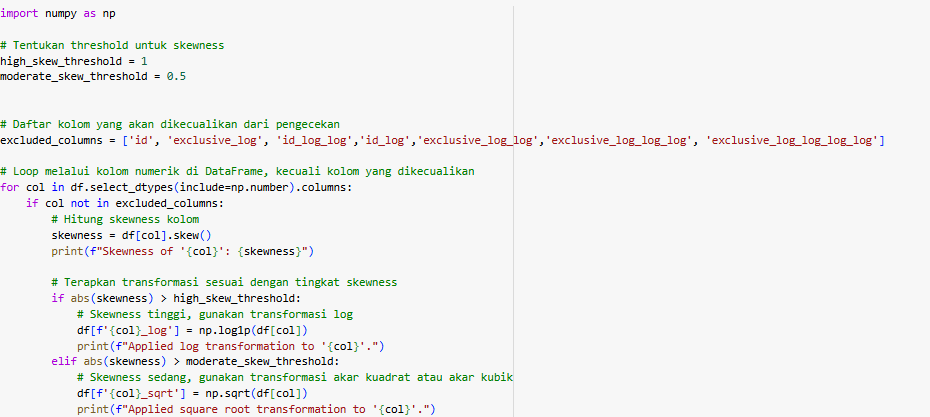 import numpy as np
# Tentukan threshold untuk skewness
high_skew_threshold = 1
moderate_skew_threshold = 0.5
# Daftar kolom yang akan dikecualikan dari pengecekan
excluded_columns = ['id', 'exclusive_log', 'id_log_log','id_log','exclusive_log_log','exclusive_log_log_log', 'exclusive_log_log_log_log']
# Loop melalui kolom numerik di DataFrame, kecuali kolom yang dikecualikan
for col in df.select_dtypes(include=np.number).columns:
    if col not in excluded_columns:
        # Hitung skewness kolom
        skewness = df[col].skew()
        print(f"Skewness of '{col}': {skewness}")
        # Terapkan transformasi sesuai dengan tingkat skewness
        if abs(skewness) > high_skew_threshold:
            # Skewness tinggi, gunakan transformasi log
            df[f'{col}_log'] = np.log1p(df[col])
            print(f"Applied log transformation to '{col}'.")
        elif abs(skewness) > moderate_skew_threshold:
            # Skewness sedang, gunakan transformasi akar kuadrat atau akar kubik
            df[f'{col}_sqrt'] = np.sqrt(df[col])
            print(f"Applied square root transformation to '{col}'.")